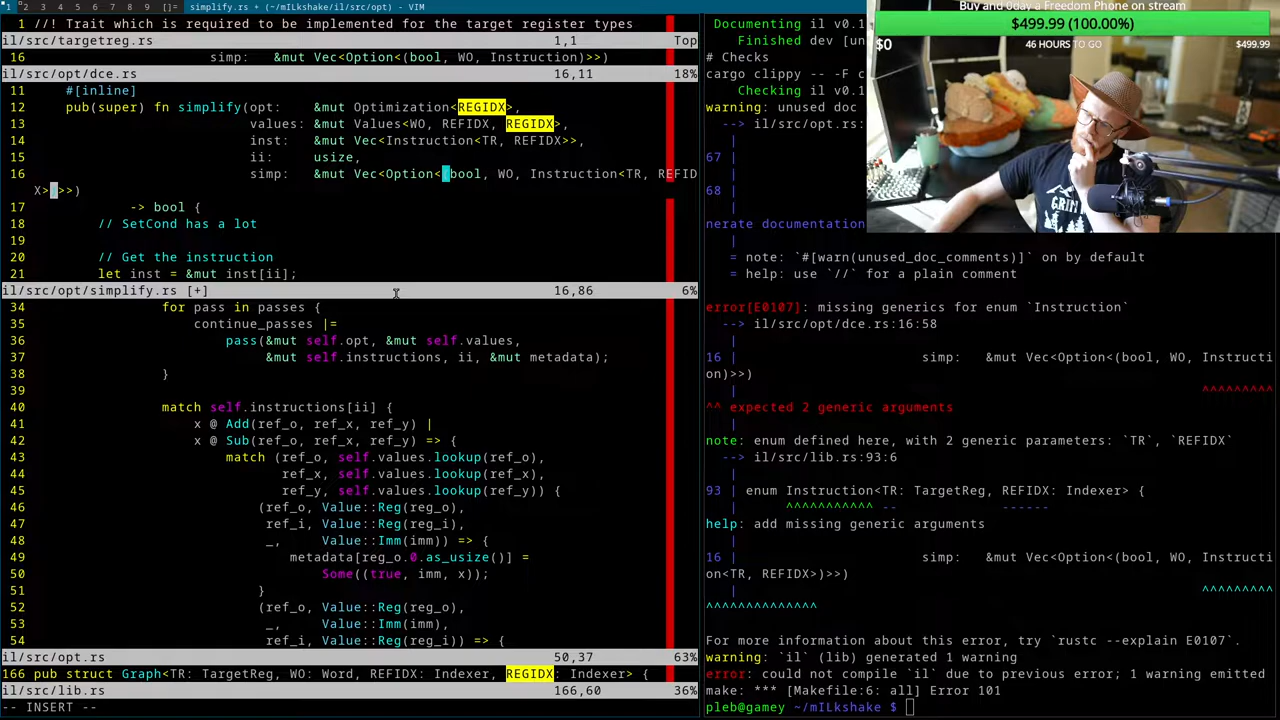 1 2 3 4 5 6 7 8 9 []= simplify.rs + (~/mILkshake/il/src/opt) - VIM
1 //! Trait which is required to be implemented for the target register types
il/src/targetreg.rs 1,1 Top
16 simp: &mut Vec<Option<(bool, WO, Instruction)>>)
il/src/opt/dce.rs 16,11 18%
11 #[inline]
12 pub(super) fn simplify(opt: &mut Optimization<REGIDX>,
13 values: &mut Values<WO, REFIDX, REGIDX>,
14 inst: &mut Vec<Instruction<TR, REFIDX>>,
15 ii: usize,
16 simp: &mut Vec<Option<(bool, WO, Instruction<TR, REFID
X>)>>)
17 -> bool {
18 // SetCond has a lot
19
20 // Get the instruction
21 let inst = &mut inst[ii];
il/src/opt/simplify.rs [+] 16,86 6%
34 for pass in passes {
35 continue_passes |=
36 pass(&mut self.opt, &mut self.values,
37 &mut self.instructions, ii, &mut metadata);
38 }
39
40 match self.instructions[ii] {
41 x @ Add(ref_o, ref_x, ref_y) |
42 x @ Sub(ref_o, ref_x, ref_y) => {
43 match (ref_o, self.values.lookup(ref_o),
44 ref_x, self.values.lookup(ref_x),
45 ref_y, self.values.lookup(ref_y)) {
46 (ref_o, Value::Reg(reg_o),
47 ref_i, Value::Reg(reg_i),
48 _, Value::Imm(imm)) => {
49 metadata[reg_o.0.as_usize()] =
50 Some((true, imm, x));
51 }
52 (ref_o, Value::Reg(reg_o),
53 _, Value::Imm(imm),
54 ref_i, Value::Reg(reg_i)) => {
il/src/opt.rs 50,37 63%
166 pub struct Graph<TR: TargetReg, WO: Word, REFIDX: Indexer, REGIDX: Indexer> {
il/src/lib.rs 166,60 36%
-- INSERT --
Documenting il v0.1
Finished dev [un
# Checks
cargo clippy -- -F c
Checking il v0.1
warning: unused doc
--> il/src/opt.rs:
|
67
|
68
|
nerate documentation
|
= note: `#[warn(unused_doc_comments)]` on by default
= help: use `//` for a plain comment
error[E0107]: missing generics for enum `Instruction`
--> il/src/opt/dce.rs:16:58
|
16 | simp: &mut Vec<Option<(bool, WO, Instructi
on)>>)
| ^^^^^^^^^
^^ expected 2 generic arguments
|
note: enum defined here, with 2 generic parameters: `TR`, `REFIDX`
--> il/src/lib.rs:93:6
|
93 | enum Instruction<TR: TargetReg, REFIDX: Indexer> {
| ^^^^^^^^^^^ -- ------
help: add missing generic arguments
|
16 | simp: &mut Vec<Option<(bool, WO, Instructi
on<TR, REFIDX>)>>)
| ^^^^^^^^^
^^^^^^^^^^^^^^
For more information about this error, try `rustc --explain E0107`.
warning: `il` (lib) generated 1 warning
error: could not compile `il` due to previous error; 1 warning emitted
make: *** [Makefile:6: all] Error 101
pleb@gamey ~/mILkshake $
Buy and 0day a Freedom Phone on stream
$499.99 (100.00%)
$0 46 HOURS TO GO $499.99